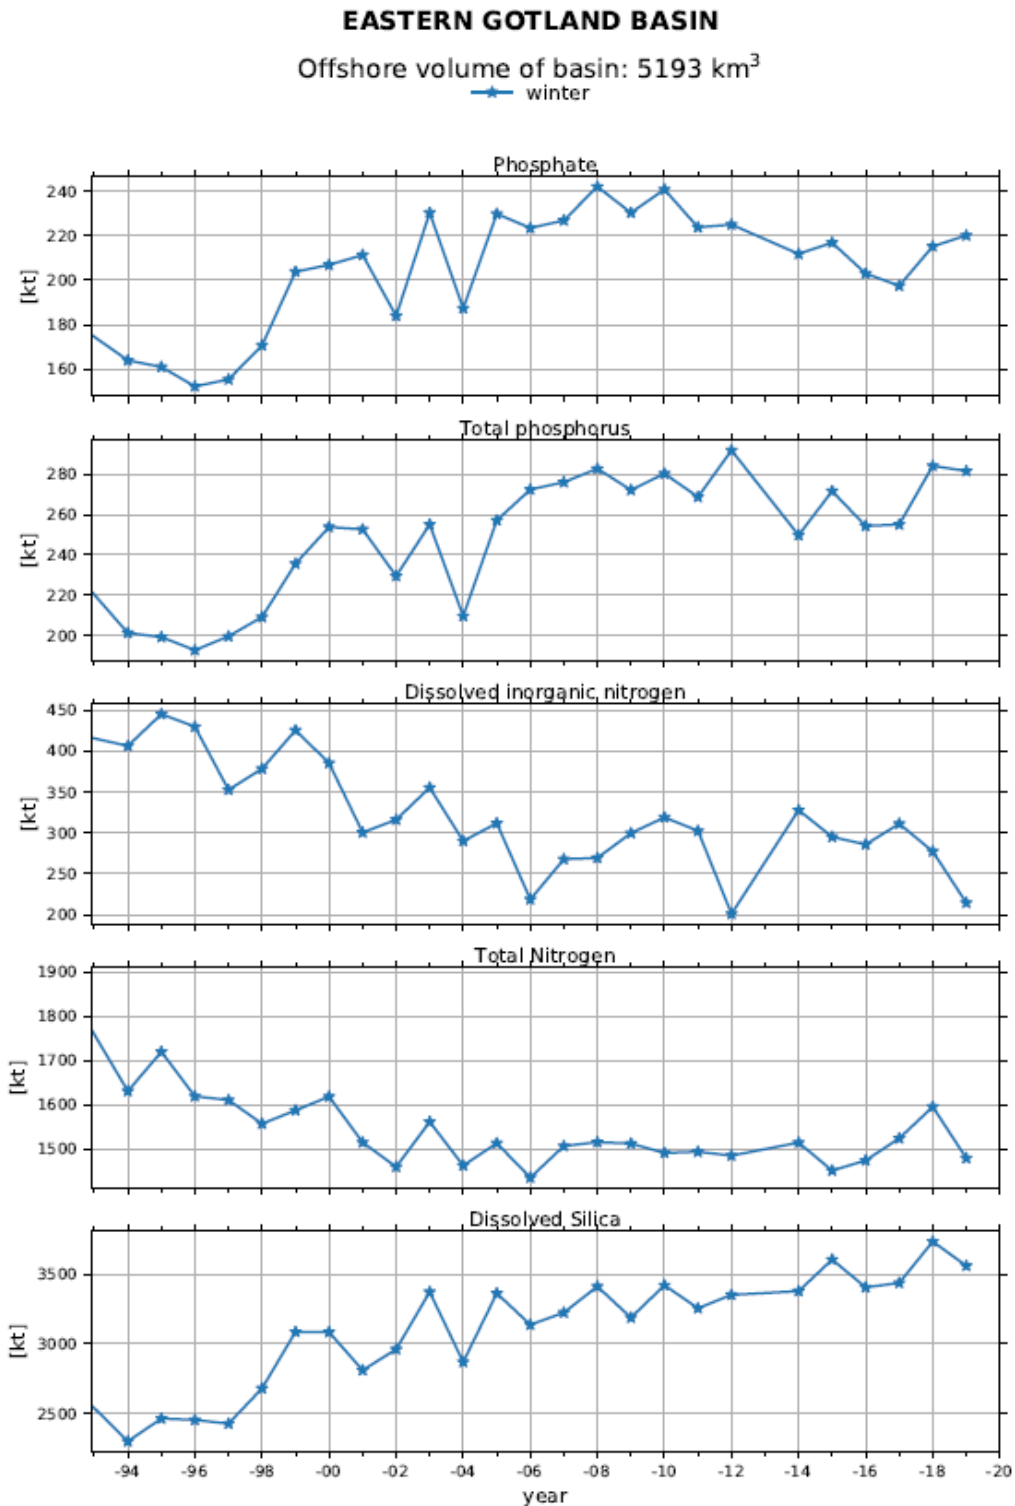 EASTERN GOTLAND BASIN
Offshore volume of basin: 5193 km³
winter
Phosphate
240
220
200
180
160
[kt]
Total phosphorus
280
260
240
220
200
[kt]
Dissolved inorganic nitrogen
450
400
350
300
250
200
[kt]
Total Nitrogen
1900
1800
1700
1600
1500
[kt]
Dissolved Silica
3500
3000
2500
[kt]
-94 -96 -98 -00 -02 -04 -06 -08 -10 -12 -14 -16 -18 -20
year